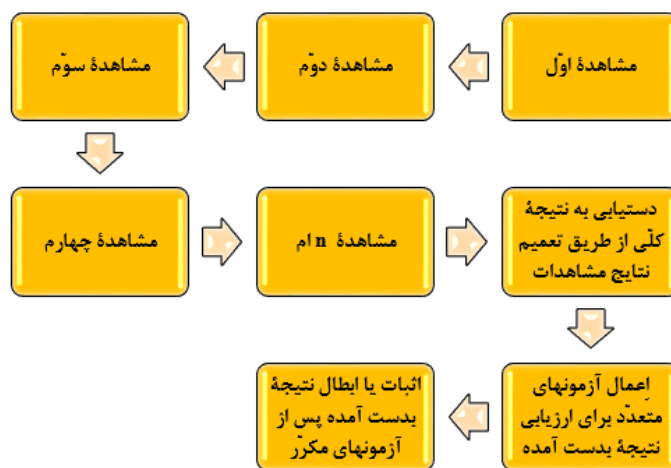 مشاهدهٔ اوّل
مشاهدهٔ دوّم
مشاهدهٔ سوّم
مشاهدهٔ چهارم
مشاهدهٔ n ام
دستیابی به نتیجهٔ
کلّی از طریق تعمیم
نتایج مشاهدات
اعمال آزمونهای
متعدّد برای ارزیابی
نتیجهٔ بدست آمده
اثبات یا ابطال نتیجهٔ
بدست آمده پس از
آزمونهای مکرّر